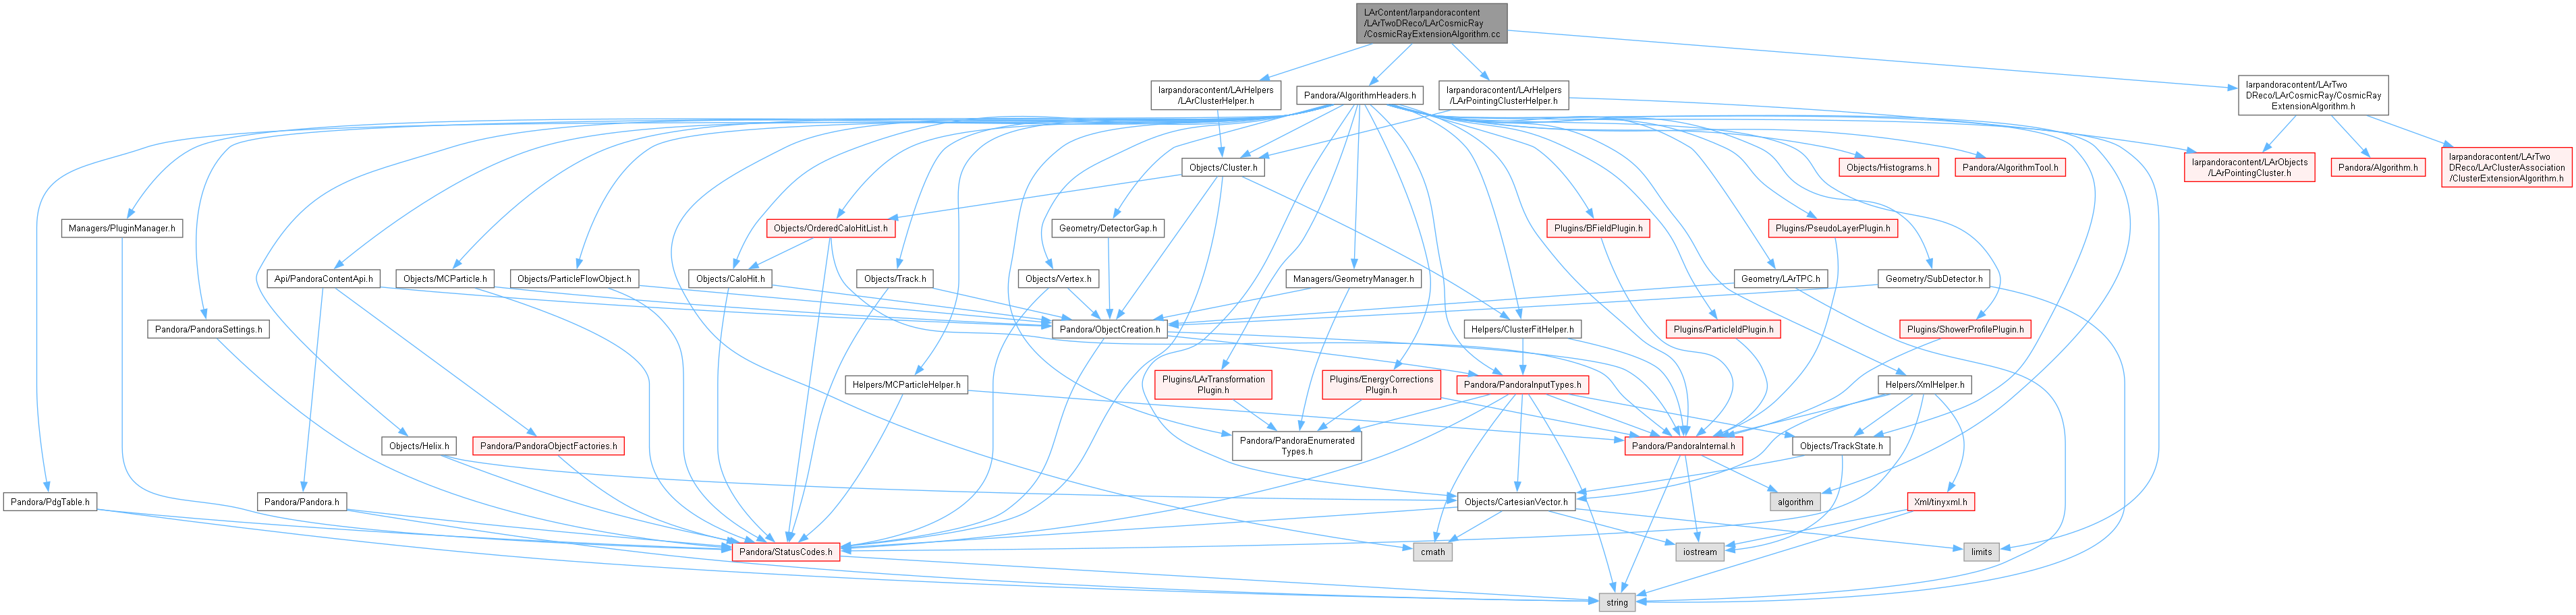 LArContent/larpandoracontent
/LArTwoDReco/LArCosmicRay
/CosmicRayExtensionAlgorithm.cc
larpandoracontent/LArHelpers
/LArClusterHelper.h
Pandora/AlgorithmHeaders.h
larpandoracontent/LArHelpers
/LArPointingClusterHelper.h
larpandoracontent/LArTwo
DReco/LArCosmicRay/CosmicRay
ExtensionAlgorithm.h
Objects/Cluster.h
Objects/Histograms.h
Pandora/AlgorithmTool.h
larpandoracontent/LArObjects
/LArPointingCluster.h
Pandora/Algorithm.h
larpandoracontent/LArTwo
DReco/LArClusterAssociation
/ClusterExtensionAlgorithm.h
Managers/PluginManager.h
Objects/OrderedCaloHitList.h
Geometry/DetectorGap.h
Plugins/BFieldPlugin.h
Plugins/PseudoLayerPlugin.h
Api/PandoraContentApi.h
Objects/MCParticle.h
Objects/ParticleFlowObject.h
Objects/CaloHit.h
Objects/Track.h
Objects/Vertex.h
Managers/GeometryManager.h
Geometry/LArTPC.h
Geometry/SubDetector.h
Pandora/PandoraSettings.h
Pandora/ObjectCreation.h
Helpers/ClusterFitHelper.h
Plugins/ParticleIdPlugin.h
Plugins/ShowerProfilePlugin.h
Helpers/MCParticleHelper.h
Plugins/LArTransformation
Plugin.h
Plugins/EnergyCorrections
Plugin.h
Pandora/PandoraInputTypes.h
Helpers/XmlHelper.h
Objects/Helix.h
Pandora/PandoraObjectFactories.h
Pandora/PandoraEnumerated
Types.h
Pandora/PandoraInternal.h
Objects/TrackState.h
Pandora/PdgTable.h
Pandora/Pandora.h
Objects/CartesianVector.h
algorithm
Xml/tinyxml.h
Pandora/StatusCodes.h
cmath
iostream
limits
string